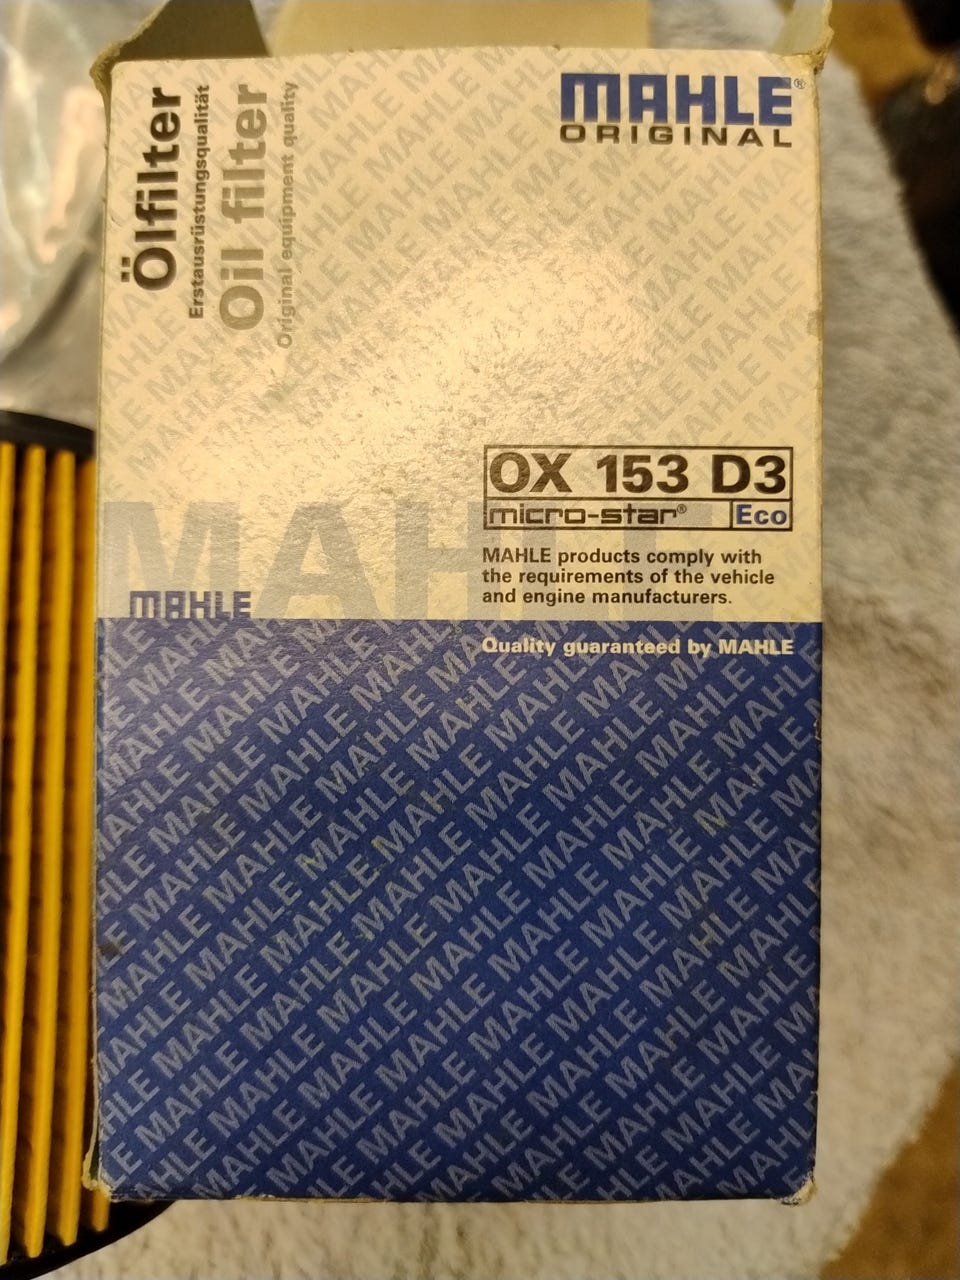 MAHLE®
ORIGINAL
Ölfilter
Erstausrüstungsqualität
Oil filter
Original equipment quality
OX 153 D3
micro-star®
Eco
MAHLE products comply with
the requirements of the vehicle
and engine manufacturers.
MAHLE
MAHLE
Quality guaranteed by MAHLE